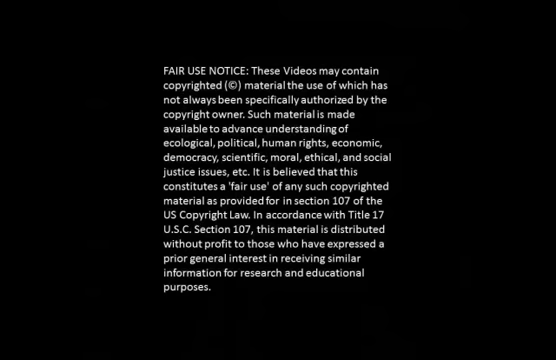 FAIR USE NOTICE: These Videos may contain
copyrighted (©) material the use of which has
not always been specifically authorized by the
copyright owner. Such material is made
available to advance understanding of
ecological, political, human rights, economic,
democracy, scientific, moral, ethical, and social
justice issues, etc. It is believed that this
constitutes a 'fair use' of any such copyrighted
material as provided for in section 107 of the
US Copyright Law. In accordance with Title 17
U.S.C. Section 107, this material is distributed
without profit to those who have expressed a
prior general interest in receiving similar
information for research and educational
purposes.